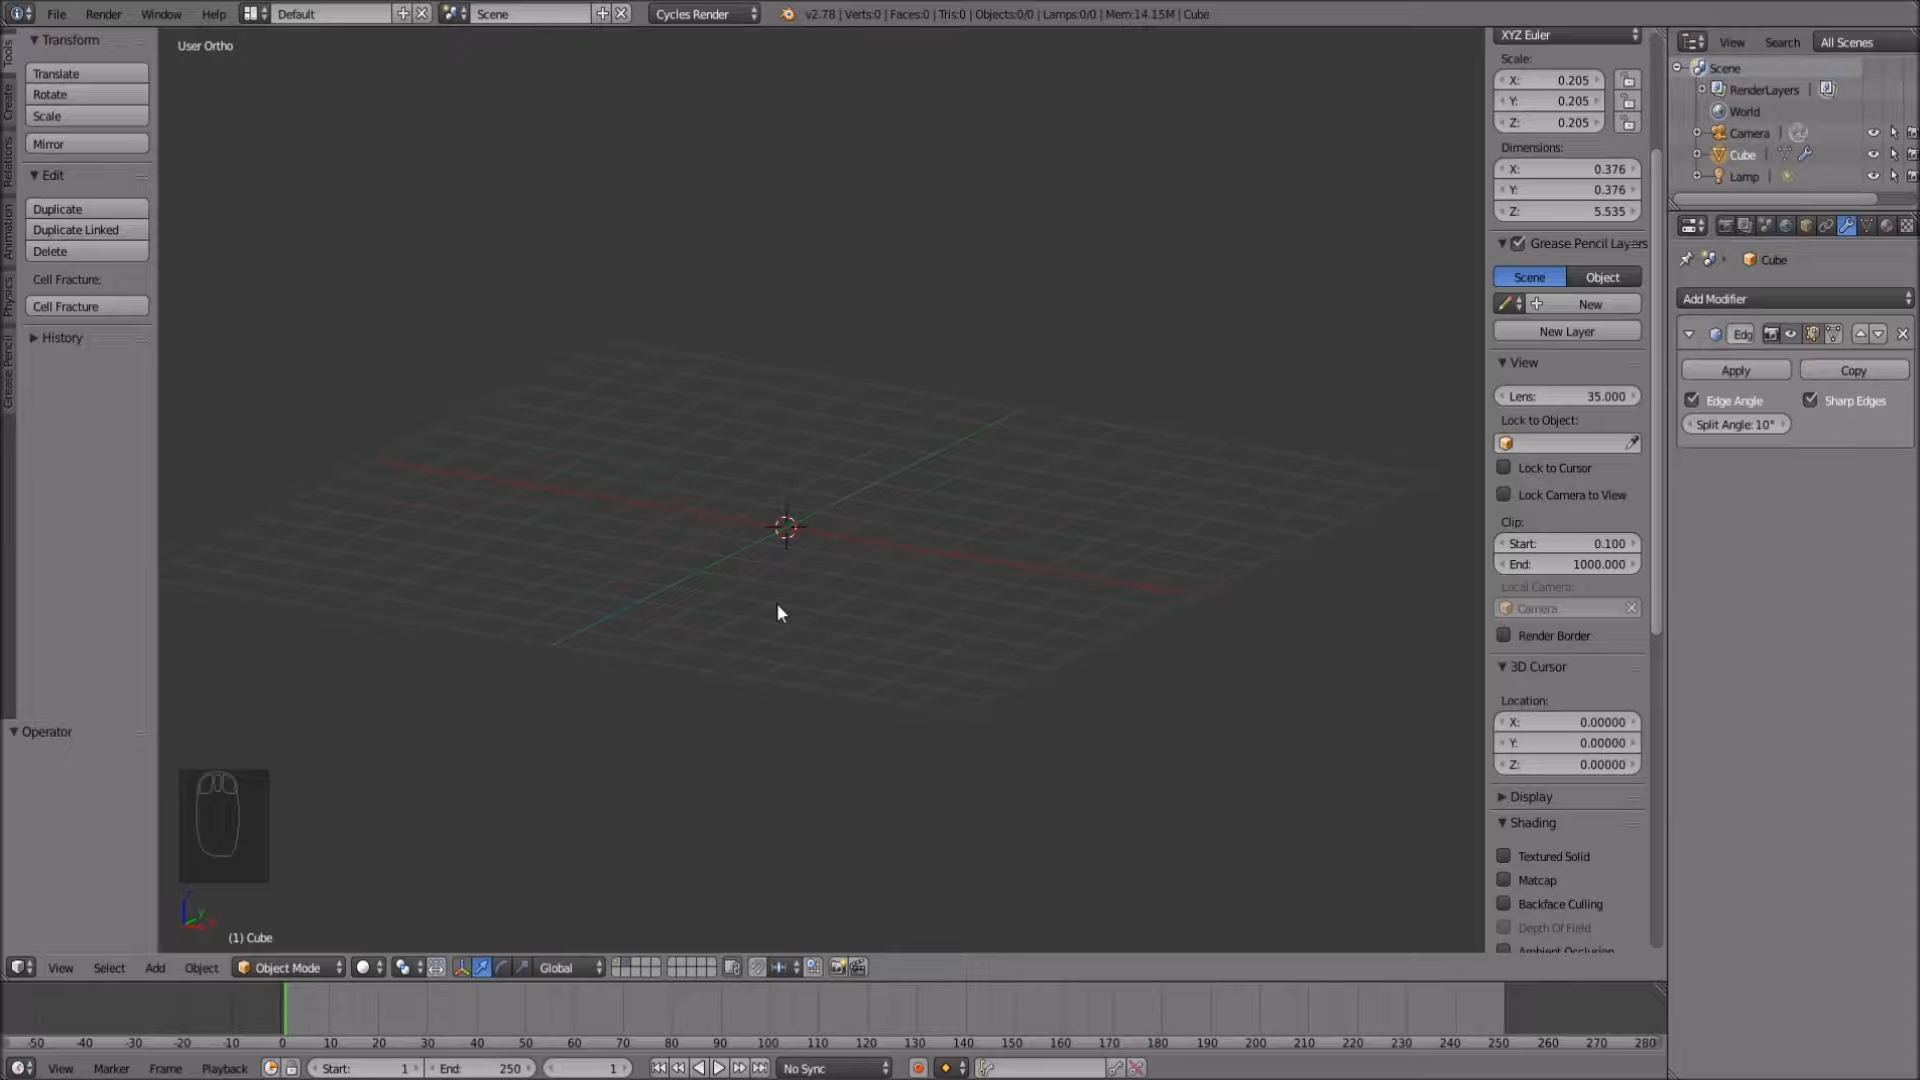 File Render Window Help Default Scene Cycles Render v2.78 | Verts:0 | Faces:0 | Tris:0 | Objects:0/0 | Lamps:0/0 | Mem:14.15M | Cube
Tools
Create
Relations
Animation
Physics
Grease Pencil
Transform
Translate
Rotate
Scale
Mirror
Edit
Duplicate
Duplicate Linked
Delete
Cell Fracture:
Cell Fracture
History
Operator
User Ortho
(1) Cube
XYZ Euler
Scale:
X: 0.205
Y: 0.205
Z: 0.205
Dimensions:
X: 0.376
Y: 0.376
Z: 5.535
Grease Pencil Layers
Scene Object
New
New Layer
View
Lens: 35.000
Lock to Object:
Lock to Cursor
Lock Camera to View
Clip:
Start: 0.100
End: 1000.000
Local Camera:
Camera
Render Border
3D Cursor
Location:
X: 0.00000
Y: 0.00000
Z: 0.00000
Display
Shading
Textured Solid
Matcap
Backface Culling
Depth Of Field
Ambient Occlusion
View Search All Scenes
Scene
RenderLayers
World
Camera
Cube
Lamp
Cube
Add Modifier
Edg
Apply Copy
Edge Angle Sharp Edges
Split Angle: 10°
View Select Add Object Object Mode Global
-50 -40 -30 -20 -10 0 10 20 30 40 50 60 70 80 90 100 110 120 130 140 150 160 170 180 190 200 210 220 230 240 250 260 270 280
View Marker Frame Playback Start: 1 End: 250 1 No Sync